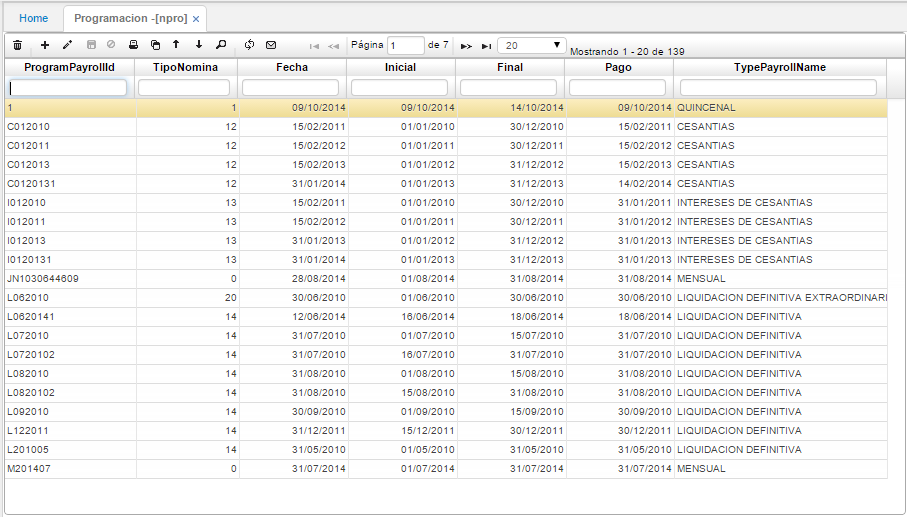 Home Programacion -[npro] ×
Página 1 de 7 20 Mostrando 1 - 20 de 139
ProgramPayrollId TipoNomina Fecha Inicial Final Pago TypePayrollName
1 1 09/10/2014 09/10/2014 14/10/2014 09/10/2014 QUINCENAL
C012010 12 15/02/2011 01/01/2010 30/12/2010 15/02/2011 CESANTIAS
C012011 12 15/02/2012 01/01/2011 30/12/2011 15/02/2012 CESANTIAS
C012013 12 15/02/2013 01/01/2012 31/12/2012 15/02/2013 CESANTIAS
C0120131 12 31/01/2014 01/01/2013 31/12/2013 14/02/2014 CESANTIAS
I012010 13 15/02/2011 01/01/2010 30/12/2010 31/01/2011 INTERESES DE CESANTIAS
I012011 13 15/02/2012 01/01/2011 30/12/2011 31/01/2012 INTERESES DE CESANTIAS
I012013 13 31/01/2013 01/01/2012 31/12/2012 31/01/2013 INTERESES DE CESANTIAS
I0120131 13 31/01/2014 01/01/2013 31/12/2013 31/01/2013 INTERESES DE CESANTIAS
JN1030644609 0 28/08/2014 01/08/2014 31/08/2014 31/08/2014 MENSUAL
L062010 20 30/06/2010 01/06/2010 30/06/2010 30/06/2010 LIQUIDACION DEFINITIVA EXTRAORDINARI
L0620141 14 12/06/2014 16/06/2014 18/06/2014 18/06/2014 LIQUIDACION DEFINITIVA
L072010 14 31/07/2010 01/07/2010 15/07/2010 31/07/2010 LIQUIDACION DEFINITIVA
L0720102 14 31/07/2010 16/07/2010 31/07/2010 31/07/2010 LIQUIDACION DEFINITIVA
L082010 14 31/08/2010 01/08/2010 15/08/2010 31/08/2010 LIQUIDACION DEFINITIVA
L0820102 14 31/08/2010 15/08/2010 31/08/2010 31/08/2010 LIQUIDACION DEFINITIVA
L092010 14 30/09/2010 01/09/2010 15/09/2010 30/09/2010 LIQUIDACION DEFINITIVA
L122011 14 31/12/2011 15/12/2011 30/12/2011 30/12/2011 LIQUIDACION DEFINITIVA
L201005 14 31/05/2010 01/05/2010 31/05/2010 31/05/2010 LIQUIDACION DEFINITIVA
M201407 0 31/07/2014 01/07/2014 31/07/2014 31/07/2014 MENSUAL